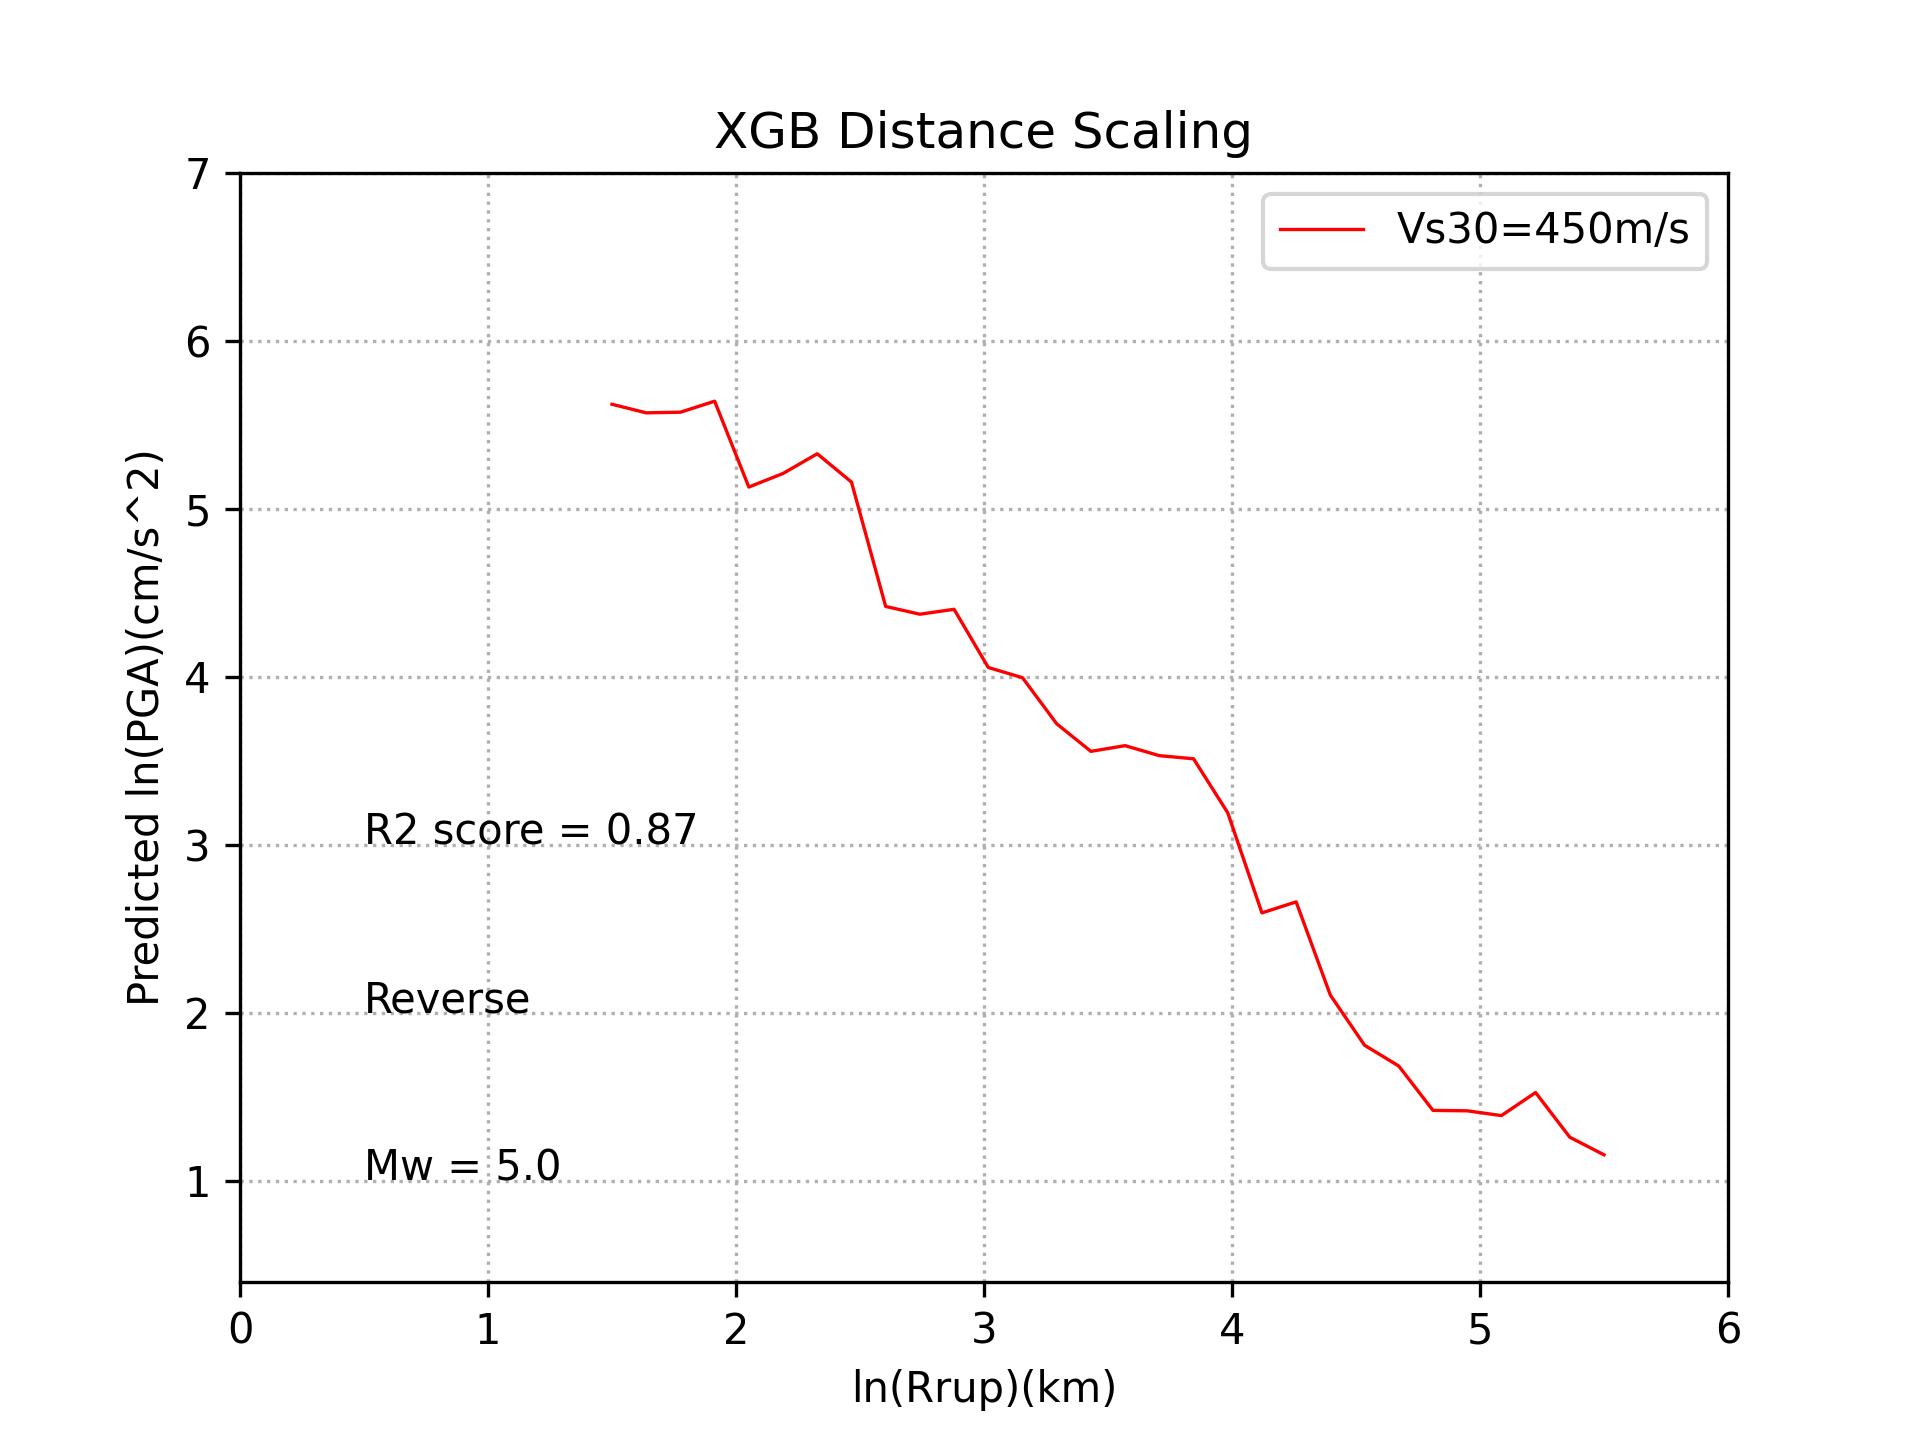 XGB Distance Scaling
7
Vs30=450m/s
6
5
4
3
2
1
Predicted ln(PGA)(cm/s^2)
R2 score = 0.87
Reverse
Mw = 5.0
0 1 2 3 4 5 6
ln(Rrup)(km)